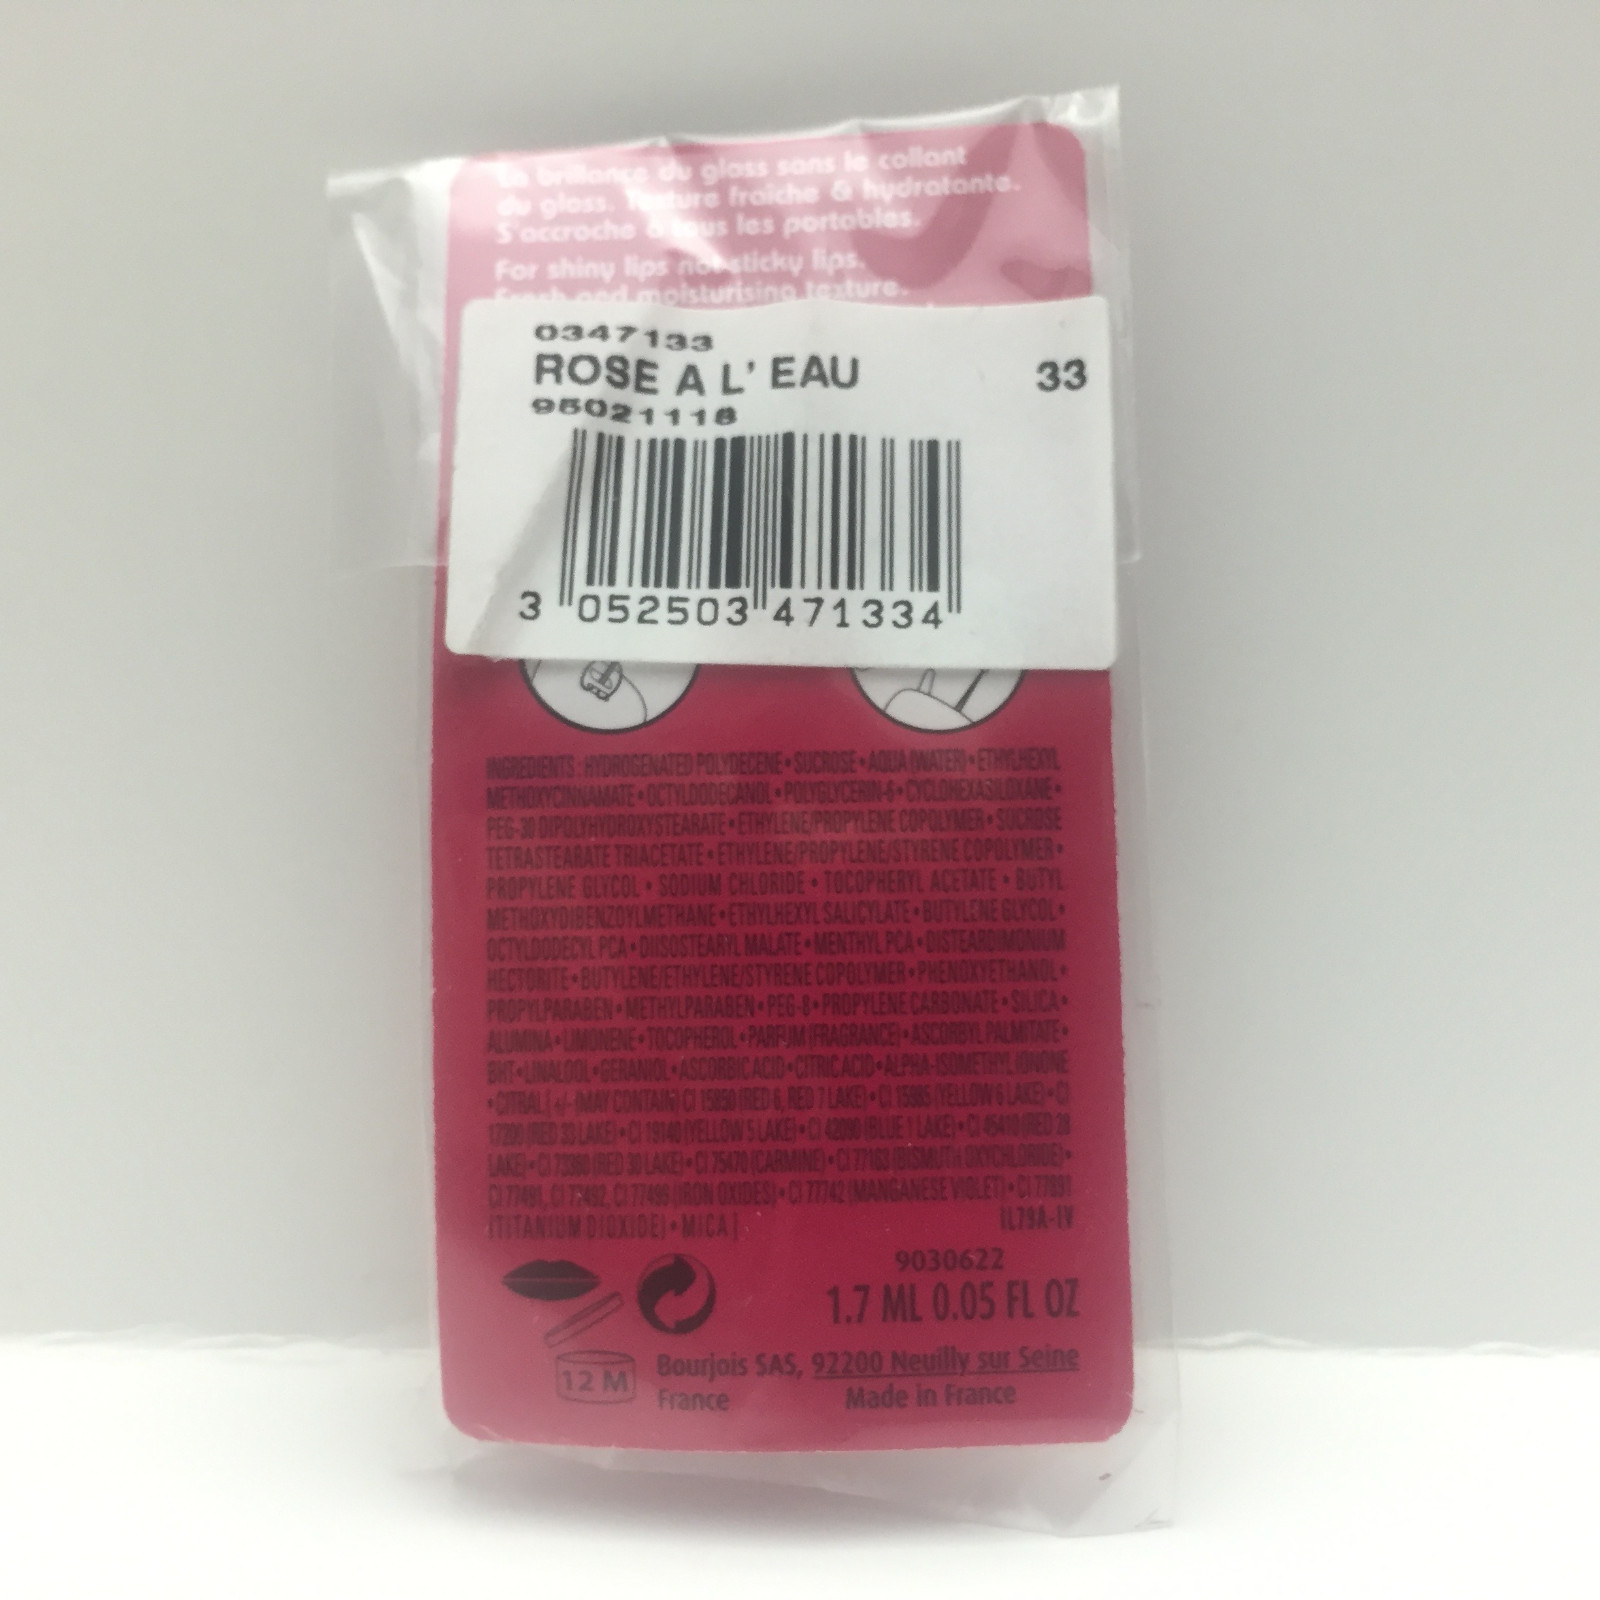 La brillance du gloss sans le collant
du gloss. Texture fraîche & hydratante.
S'accroche à tous les portables.
For shiny lips not sticky lips.
Fresh and moisturising texture.
0347133
ROSE A L' EAU 33
95021118
3 052503 471334
INGREDIENTS : HYDROGENATED POLYDECENE • SUCROSE • AQUA (WATER) • ETHYLHEXYL
METHOXYCINNAMATE • OCTYLDODECANOL • POLYGLYCERIN-6 • CYCLOHEXASILOXANE •
PEG-30 DIPOLYHYDROXYSTEARATE • ETHYLENE/PROPYLENE COPOLYMER • SUCROSE
TETRASTEARATE TRIACETATE • ETHYLENE/PROPYLENE/STYRENE COPOLYMER •
PROPYLENE GLYCOL • SODIUM CHLORIDE • TOCOPHERYL ACETATE • BUTYL
METHOXYDIBENZOYLMETHANE • ETHYLHEXYL SALICYLATE • BUTYLENE GLYCOL •
OCTYLDODECYL PCA • DIISOSTEARYL MALATE • MENTHYL PCA • DISTEARDIMONIUM
HECTORITE • BUTYLENE/ETHYLENE/STYRENE COPOLYMER • PHENOXYETHANOL •
PROPYLPARABEN • METHYLPARABEN • PEG-8 • PROPYLENE CARBONATE • SILICA •
ALUMINA • LIMONENE • TOCOPHEROL • PARFUM (FRAGRANCE) • ASCORBYL PALMITATE •
BHT • LINALOOL • GERANIOL • ASCORBIC ACID • CITRIC ACID • ALPHA-ISOMETHYL IONONE
• CITRAL [ +/- (MAY CONTAIN) CI 15850 (RED 6, RED 7 LAKE) • CI 15985 (YELLOW 6 LAKE) • CI
17200 (RED 33 LAKE) • CI 19140 (YELLOW 5 LAKE) • CI 42090 (BLUE 1 LAKE) • CI 45410 (RED 28
LAKE) • CI 73360 (RED 30 LAKE) • CI 75470 (CARMINE) • CI 77163 (BISMUTH OXYCHLORIDE) •
CI 77491, CI 77492, CI 77499 (IRON OXIDES) • CI 77742 (MANGANESE VIOLET) • CI 77891
(TITANIUM DIOXIDE) • MICA ] IL79A-IV
9030622
1.7 ML 0.05 FL OZ
12 M
Bourjois SAS, 92200 Neuilly sur Seine
France Made in France